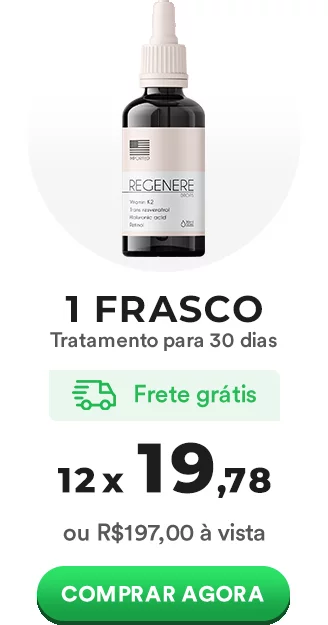 IMPORTED
REGENERE
DROPS
Vitamin K2
Trans resveratrol
Hialuronic acid
Retinol
1 FRASCO
Tratamento para 30 dias
Frete grátis
12 x 19,78
ou R$197,00 à vista
COMPRAR AGORA